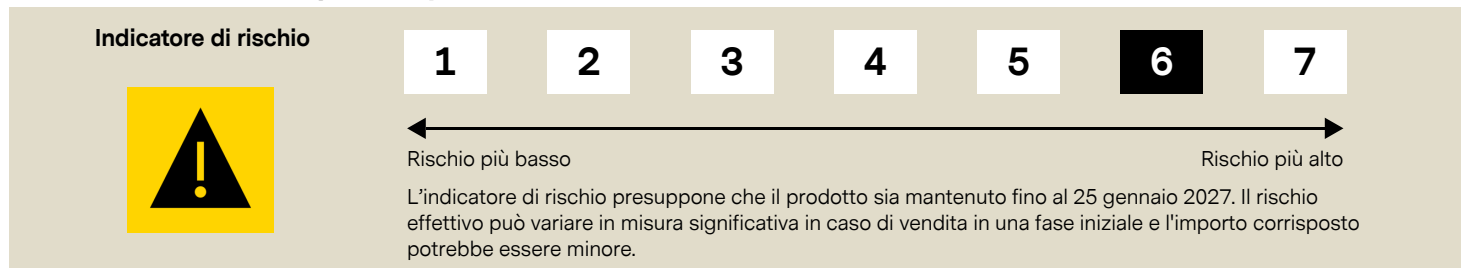 Indicatore di rischio
1 2 3 4 5 6 7
Rischio più basso
Rischio più alto
L'indicatore di rischio presuppone che il prodotto sia mantenuto fino al 25 gennaio 2027. Il rischio
effettivo può variare in misura significativa in caso di vendita in una fase iniziale e l'importo corrisposto
potrebbe essere minore.